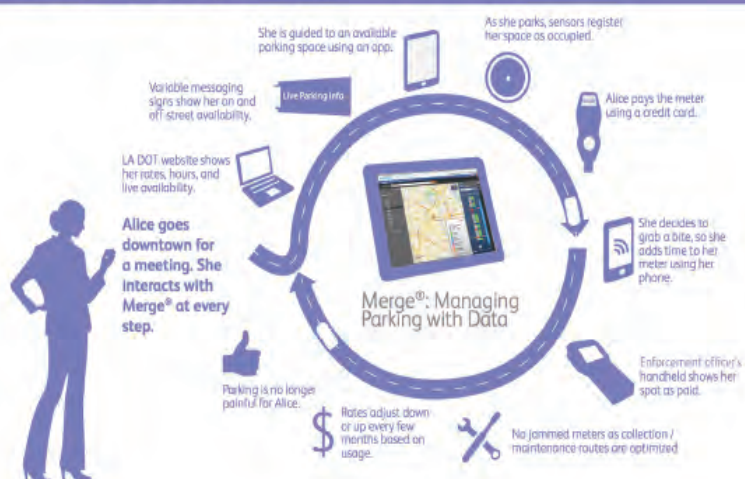 Alice goes
downtown for
a meeting. She
interacts with
Merge® at every
step.
LA DOT website shows
her rates, hours, and
live availability.
Variable messaging
signs show her on and
off street availability.
Live Parking Info
She is guided to an available
parking space using an app.
As she parks, sensors register
her space as occupied.
Alice pays the meter
using a credit card.
She decides to
grab a bite, so she
adds time to her
meter using her
phone.
Enforcement officer's
handheld shows her
spot as paid.
No jammed meters as collection /
maintenance routes are optimized
Rates adjust down
or up every few
months based on
usage.
$
Parking is no longer
painful for Alice.
Merge®: Managing
Parking with Data